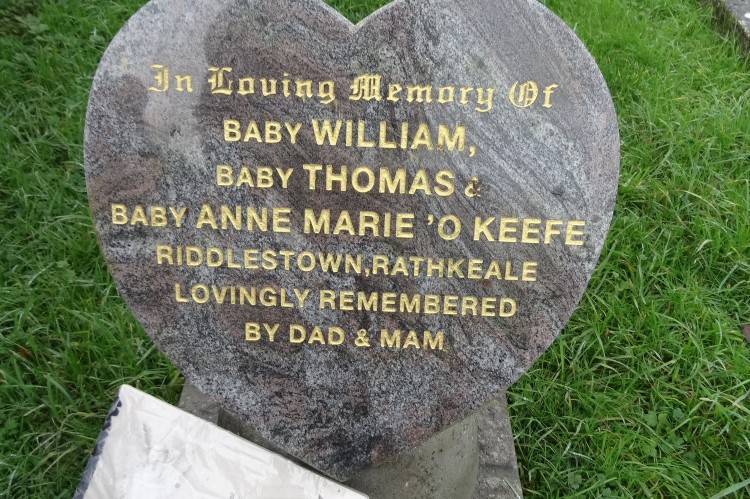 In Loving Memory Of
BABY WILLIAM,
BABY THOMAS &
BABY ANNE MARIE 'O KEEFE
RIDDLESTOWN,RATHKEALE
LOVINGLY REMEMBERED
BY DAD & MAM